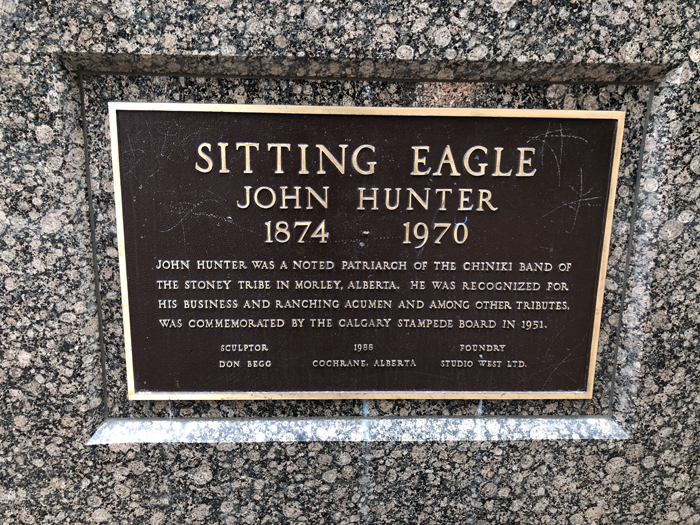 SITTING EAGLE
JOHN HUNTER
1874 - 1970
JOHN HUNTER WAS A NOTED PATRIARCH OF THE CHINIKI BAND OF
THE STONEY TRIBE IN MORLEY, ALBERTA. HE WAS RECOGNIZED FOR
HIS BUSINESS AND RANCHING ACUMEN AND AMONG OTHER TRIBUTES,
WAS COMMEMORATED BY THE CALGARY STAMPEDE BOARD IN 1951.
SCULPTOR 1988 FOUNDRY
DON BEGG COCHRANE, ALBERTA STUDIO WEST LTD.